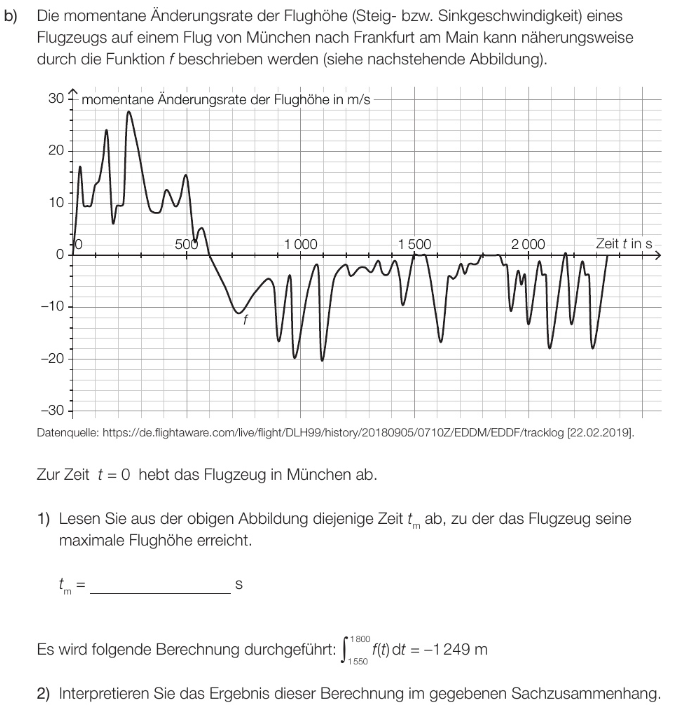 b) Die momentane Änderungsrate der Flughöhe (Steig- bzw. Sinkgeschwindigkeit) eines
Flugzeugs auf einem Flug von München nach Frankfurt am Main kann näherungsweise
durch die Funktion f beschrieben werden (siehe nachstehende Abbildung).
30 momentane Änderungsrate der Flughöhe in m/s
20
10
0 500 1 000 1 500 2 000 Zeit t in s
0
f
–10
–20
–30
Datenquelle: https://de.flightaware.com/live/flight/DLH99/history/20180905/0710Z/EDDM/EDDF/tracklog [22.02.2019].
Zur Zeit t = 0 hebt das Flugzeug in München ab.
1) Lesen Sie aus der obigen Abbildung diejenige Zeit tₘ ab, zu der das Flugzeug seine
maximale Flughöhe erreicht.
tₘ = ____________________ s
Es wird folgende Berechnung durchgeführt: ∫₁₅₅₀¹⁸⁰⁰ f(t) dt = –1 249 m
2) Interpretieren Sie das Ergebnis dieser Berechnung im gegebenen Sachzusammenhang.